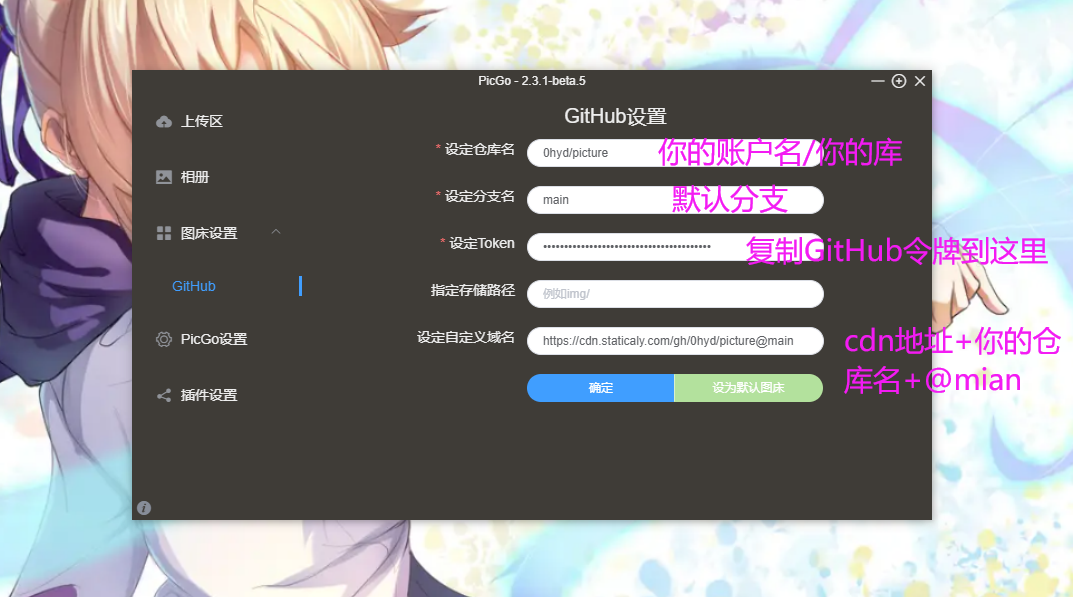 PicGo - 2.3.1-beta.5
上传区
相册
图床设置
GitHub
PicGo设置
插件设置
GitHub设置
* 设定仓库名 0hyd/picture 你的账户名/你的库
* 设定分支名 main 默认分支
* 设定Token •••••••••••••••••••••••••••••••••••••••• 复制GitHub令牌到这里
指定存储路径 例如img/
设定自定义域名 https://cdn.staticaly.com/gh/0hyd/picture@main
cdn地址+你的仓
库名+@mian
确定 设为默认图床